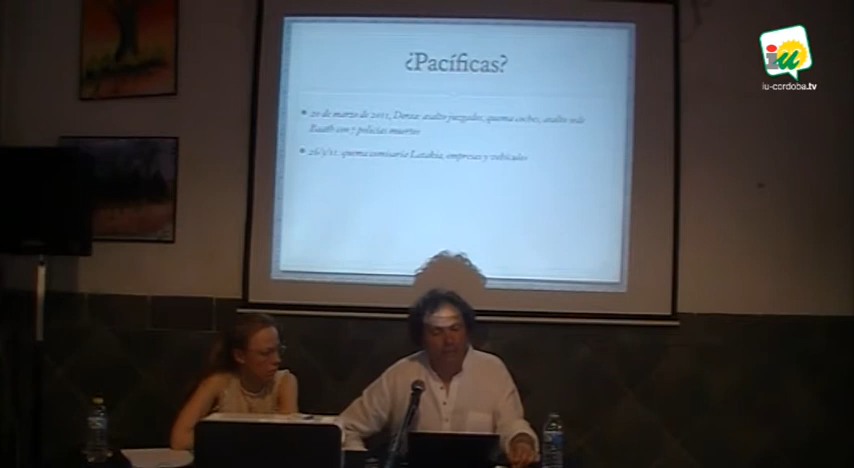 ¿Pacíficas?
• 20 de marzo de 2011, Deraa: asalto juzgados, quema coches, asalto sede
Baath con 7 policías muertos
• 26/3/11: quema comisaría Latakia, empresas y vehículos
iu
iu-cordoba.tv